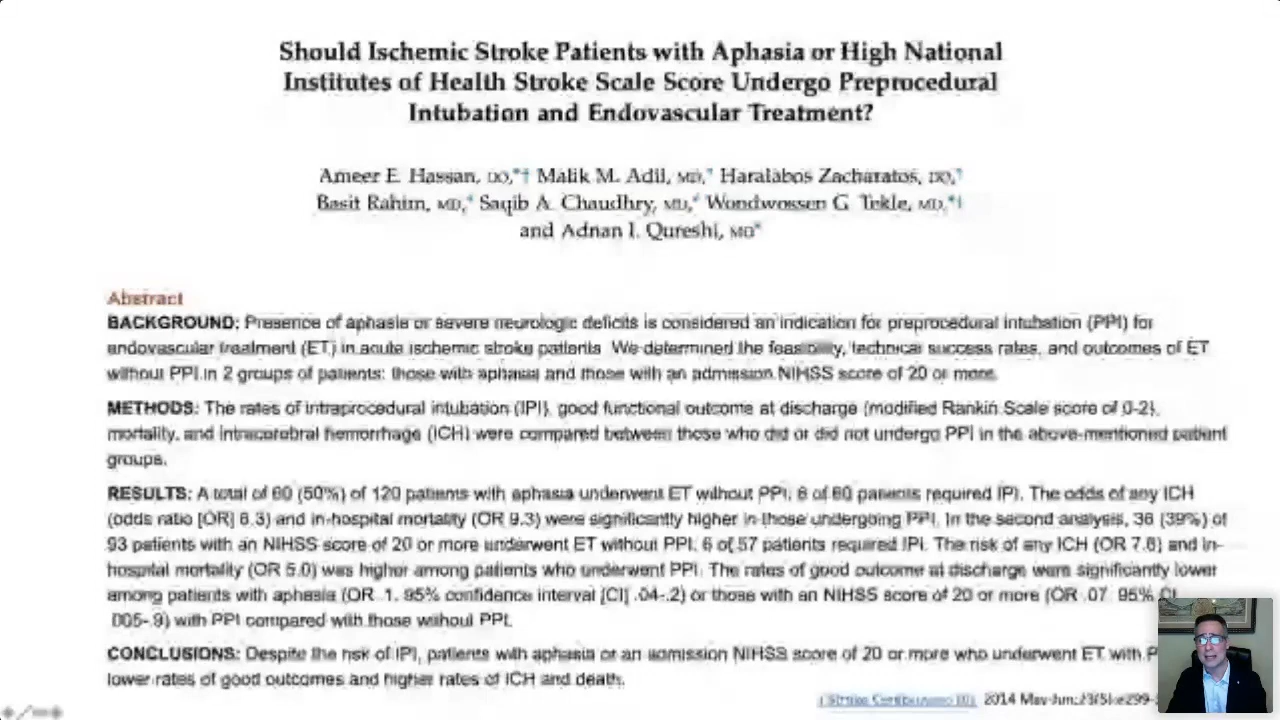 Should Ischemic Stroke Patients with Aphasia or High National
Institutes of Health Stroke Scale Score Undergo Preprocedural
Intubation and Endovascular Treatment?
Ameer E. Hassan, DO,*† Malik M. Adil, MD,* Haralabos Zacharatos, DO,*
Basit Rahim, MD,* Saqib A. Chaudhry, MD,* Wondwossen G. Tekle, MD,*†
and Adnan I. Qureshi, MD*
Abstract
BACKGROUND: Presence of aphasia or severe neurologic deficits is considered an indication for preprocedural intubation (PPI) for
endovascular treatment (ET) in acute ischemic stroke patients. We determined the feasibility, technical success rates, and outcomes of ET
without PPI in 2 groups of patients: those with aphasia and those with an admission NIHSS score of 20 or more.
METHODS: The rates of intraprocedural intubation (IPI), good functional outcome at discharge (modified Rankin Scale score of 0-2),
mortality, and intracerebral hemorrhage (ICH) were compared between those who did or did not undergo PPI in the above-mentioned patient
groups.
RESULTS: A total of 60 (50%) of 120 patients with aphasia underwent ET without PPI. 6 of 60 patients required IPI. The odds of any ICH
(odds ratio [OR] 6.3) and in-hospital mortality (OR 9.3) were significantly higher in those undergoing PPI. In the second analysis, 36 (39%) of
93 patients with an NIHSS score of 20 or more underwent ET without PPI. 6 of 57 patients required IPI. The risk of any ICH (OR 7.6) and in-
hospital mortality (OR 5.0) was higher among patients who underwent PPI. The rates of good outcome at discharge were significantly lower
among patients with aphasia (OR .1, 95% confidence interval [CI] .04-.2) or those with an NIHSS score of 20 or more (OR .07, 95% CI
.005-.9) with PPI compared with those without PPI.
CONCLUSIONS: Despite the risk of IPI, patients with aphasia or an admission NIHSS score of 20 or more who underwent ET with
lower rates of good outcomes and higher rates of ICH and death.
2014 May-Jun;23(5):e299-